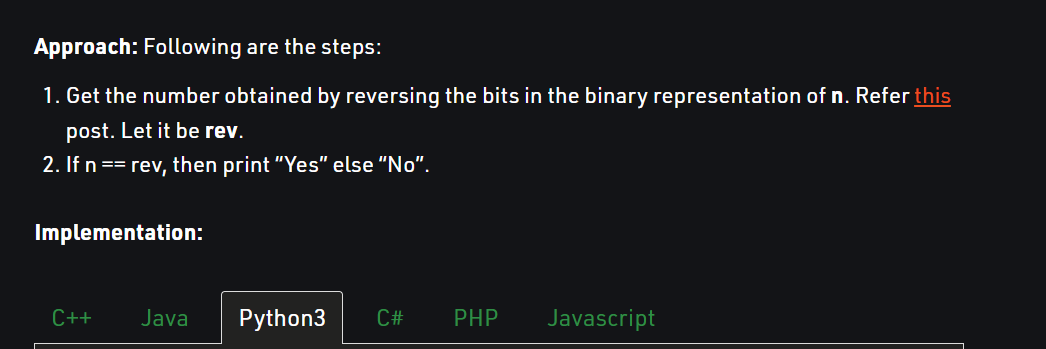 Approach: Following are the steps:
1. Get the number obtained by reversing the bits in the binary representation of n. Refer this
post. Let it be rev.
2. If n == rev, then print “Yes” else “No”.
Implementation:
C++ Java Python3 C# PHP Javascript